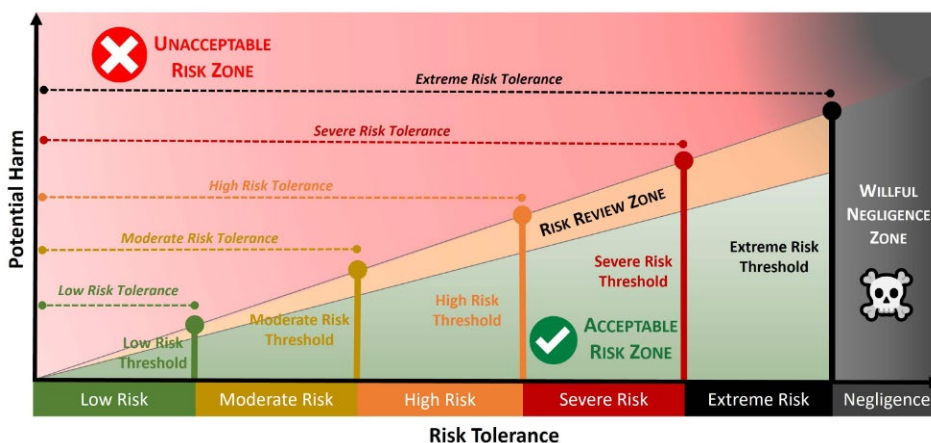 UNACCEPTABLE
RISK ZONE
Extreme Risk Tolerance
Severe Risk Tolerance
High Risk Tolerance
Moderate Risk Tolerance
Low Risk Tolerance
Potential Harm
RISK REVIEW ZONE
WILLFUL
NEGLIGENCE
ZONE
Extreme Risk
Threshold
Severe Risk
Threshold
High Risk
Threshold
Moderate Risk
Threshold
Low Risk
Threshold
ACCEPTABLE
RISK ZONE
Low Risk
Moderate Risk
High Risk
Severe Risk
Extreme Risk
Negligence
Risk Tolerance